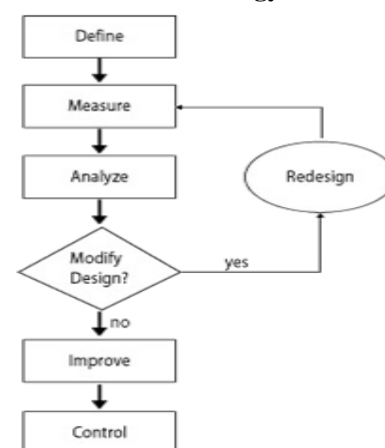 Define
Measure
Analyze
Redesign
Modify
Design?
yes
no
Improve
Control